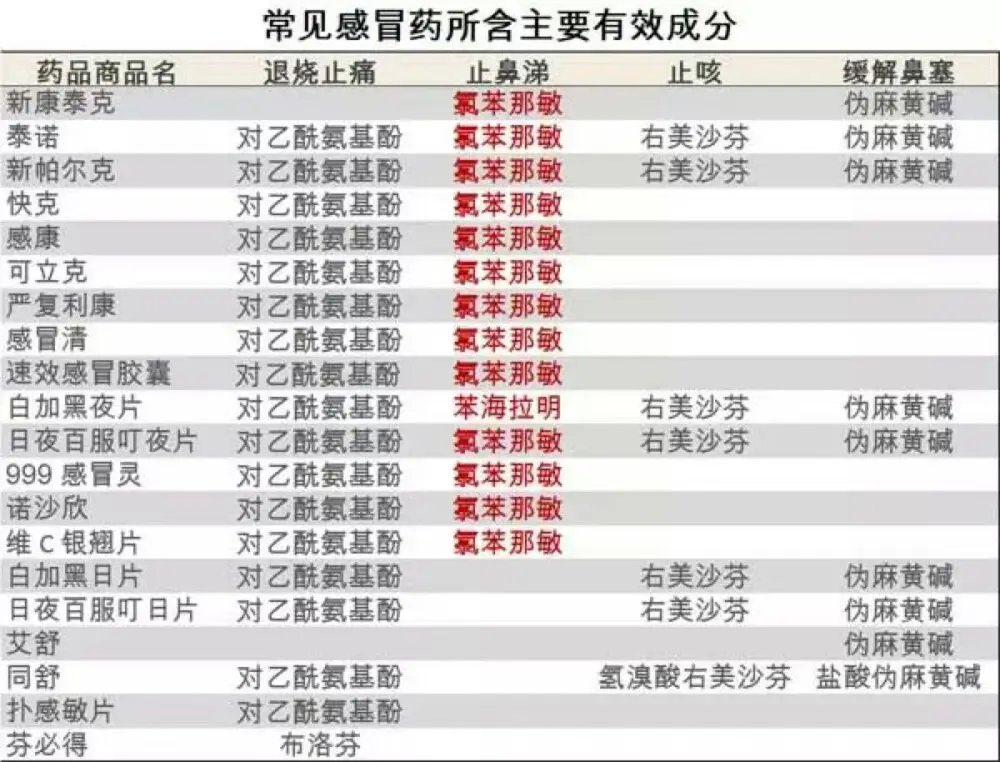 常见感冒药所含主要有效成分
药品商品名 退烧止痛 止鼻涕 止咳 缓解鼻塞
新康泰克 氯苯那敏 伪麻黄碱
泰诺 对乙酰氨基酚 氯苯那敏 右美沙芬 伪麻黄碱
新帕尔克 对乙酰氨基酚 氯苯那敏 右美沙芬 伪麻黄碱
快克 对乙酰氨基酚 氯苯那敏
感康 对乙酰氨基酚 氯苯那敏
可立克 对乙酰氨基酚 氯苯那敏
严复利康 对乙酰氨基酚 氯苯那敏
感冒清 对乙酰氨基酚 氯苯那敏
速效感冒胶囊 对乙酰氨基酚 氯苯那敏
白加黑夜片 对乙酰氨基酚 苯海拉明 右美沙芬 伪麻黄碱
日夜百服咛夜片 对乙酰氨基酚 氯苯那敏 右美沙芬 伪麻黄碱
999 感冒灵 对乙酰氨基酚 氯苯那敏
诺沙欣 对乙酰氨基酚 氯苯那敏
维 C 银翘片 对乙酰氨基酚 氯苯那敏
白加黑日片 对乙酰氨基酚 右美沙芬 伪麻黄碱
日夜百服咛日片 对乙酰氨基酚 右美沙芬 伪麻黄碱
艾舒 伪麻黄碱
同舒 对乙酰氨基酚 氢溴酸右美沙芬 盐酸伪麻黄碱
扑感敏片 对乙酰氨基酚
芬必得 布洛芬